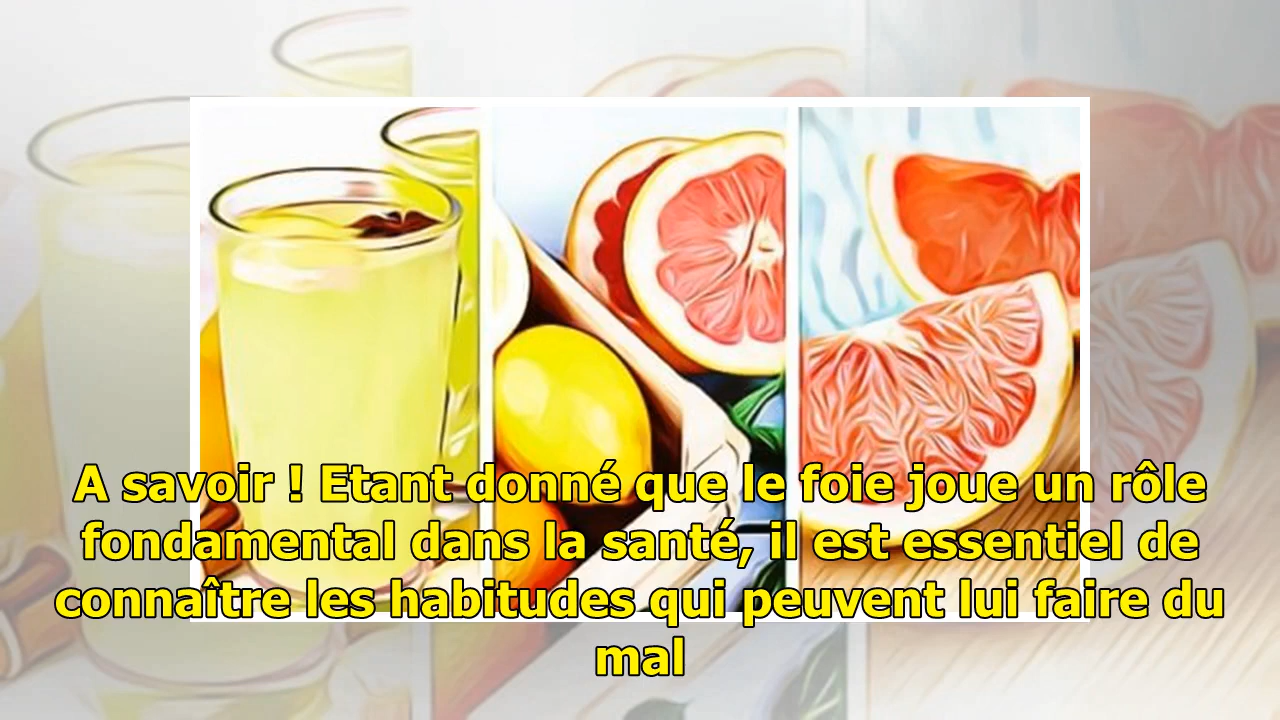 A savoir ! Etant donné que le foie joue un rôle
fondamental dans la santé, il est essentiel de
connaître les habitudes qui peuvent lui faire du
mal